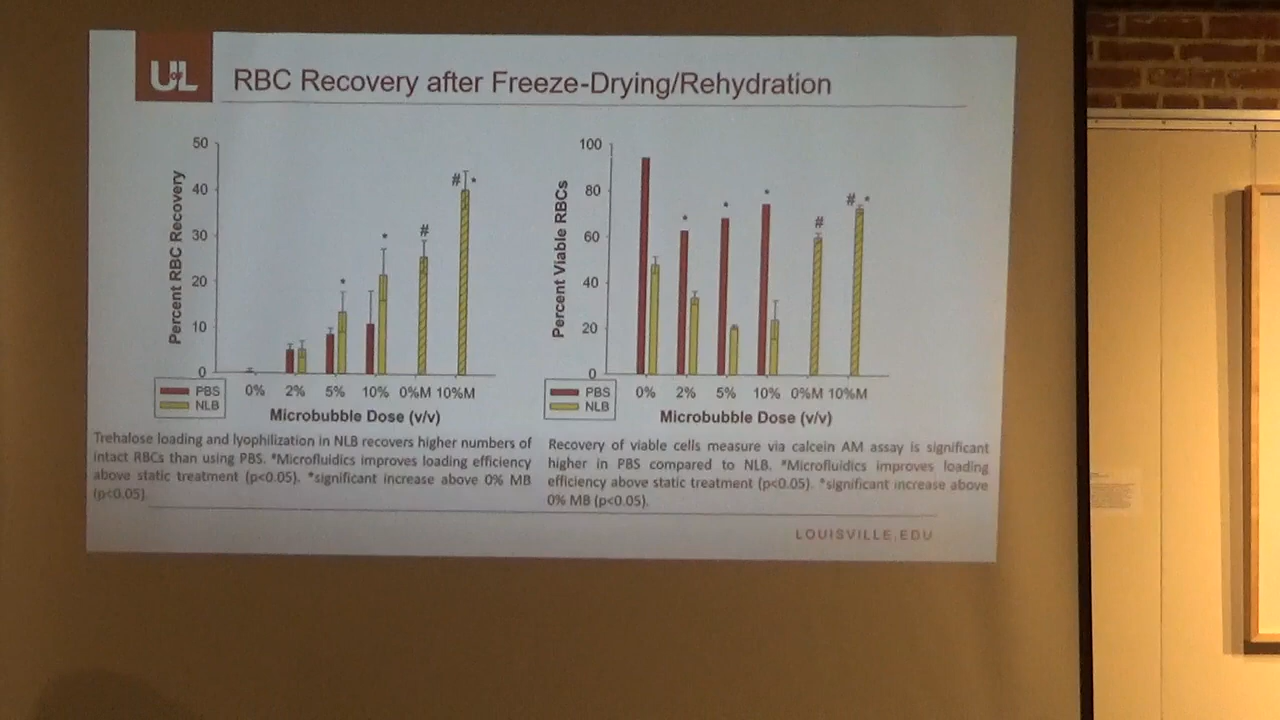 UofL
RBC Recovery after Freeze-Drying/Rehydration
Percent RBC Recovery
50
40
30
20
10
0
* * # # *
PBS
NLB
0% 2% 5% 10% 0%M 10%M
Microbubble Dose (v/v)
Trehalose loading and lyophilization in NLB recovers higher numbers of
intact RBCs than using PBS. #Microfluidics improves loading efficiency
above static treatment (p<0.05). *significant increase above 0% MB
(p<0.05)
Percent Viable RBCs
100
80
60
40
20
0
* * * # # *
PBS
NLB
0% 2% 5% 10% 0%M 10%M
Microbubble Dose (v/v)
Recovery of viable cells measure via calcein AM assay is significant
higher in PBS compared to NLB. #Microfluidics improves loading
efficiency above static treatment (p<0.05). *significant increase above
0% MB (p<0.05).
LOUISVILLE.EDU